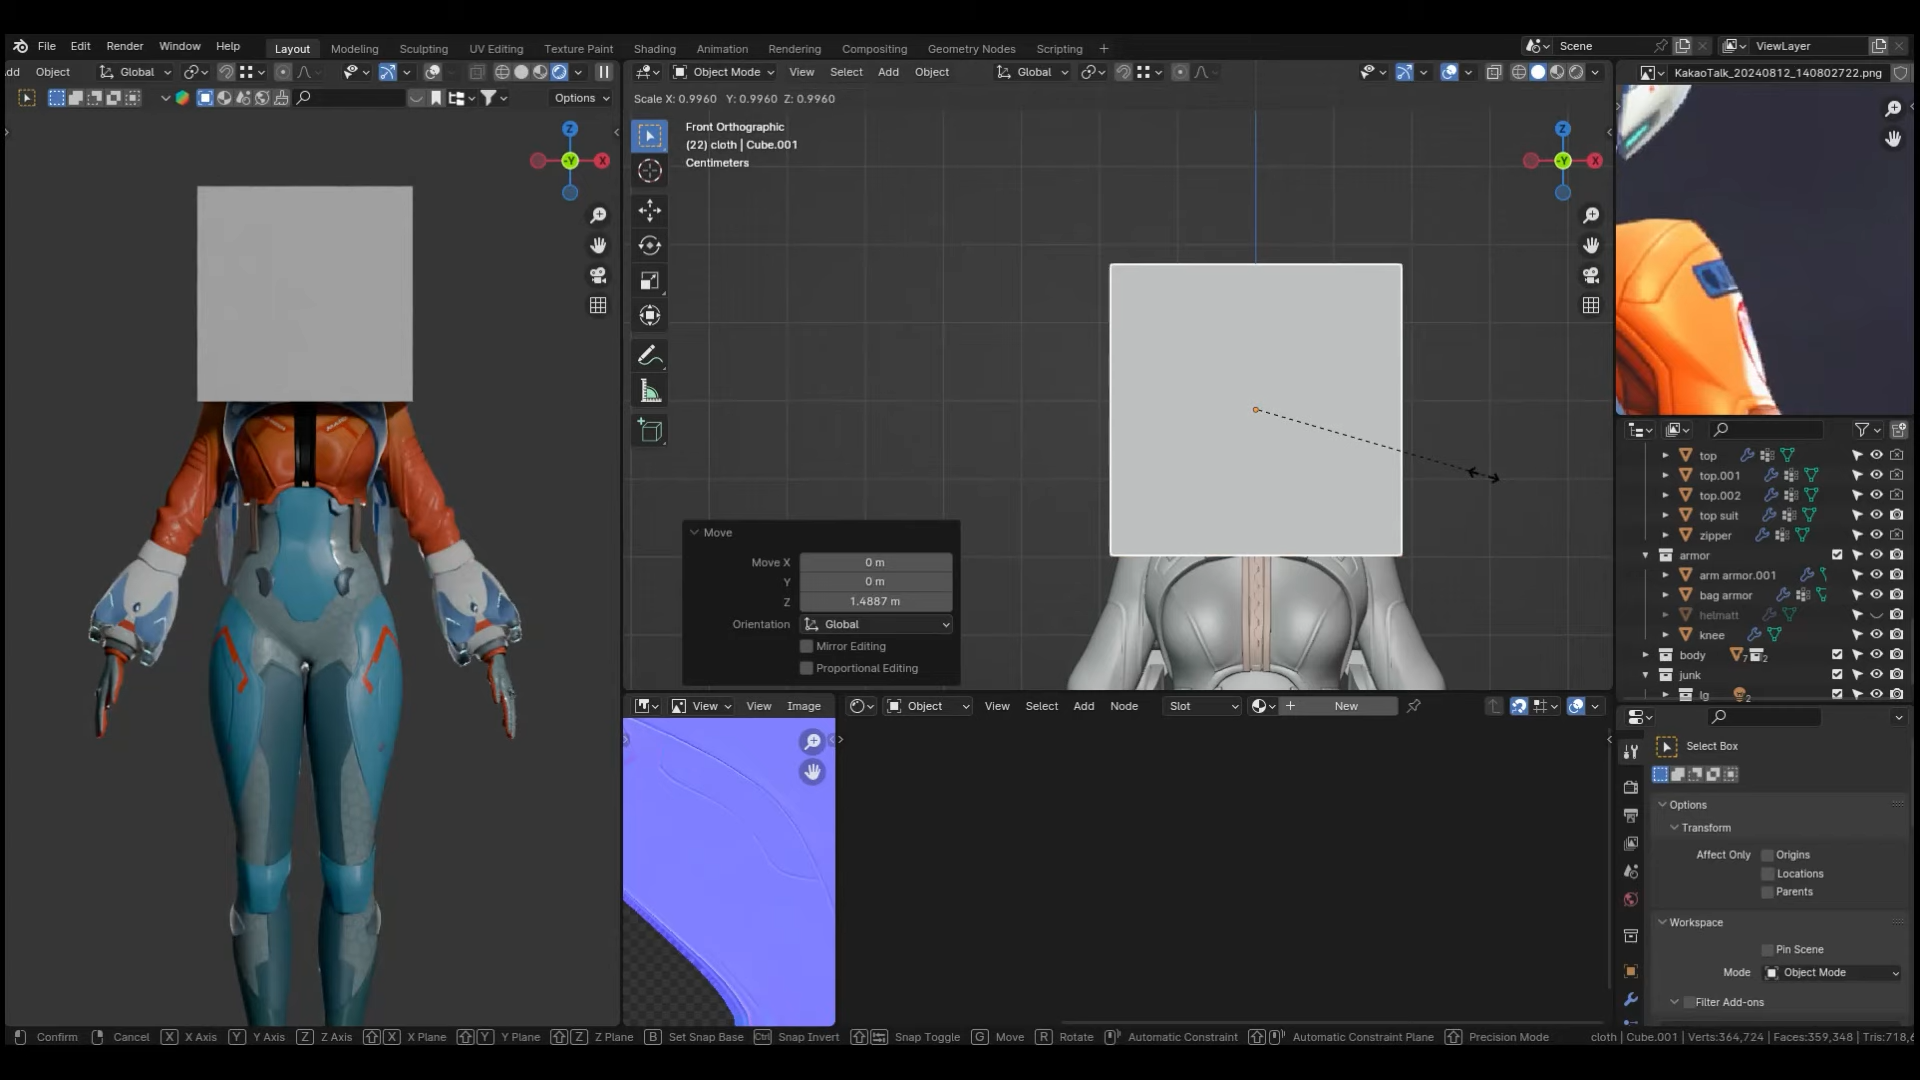 File Edit Render Window Help Layout Modeling Sculpting UV Editing Texture Paint Shading Animation Rendering Compositing Geometry Nodes Scripting + Scene ViewLayer
dd Object Global Object Mode View Select Add Object Global KakaoTalk_20240812_140802722.png
Options Scale X: 0.9960 Y: 0.9960 Z: 0.9960
Front Orthographic
(22) cloth | Cube.001
Centimeters
Z
-Y X
Z
-Y X
top
top.001
top.002
top suit
zipper
armor
arm armor.001
bag armor
helmatt
knee
body 7 2
junk
lg 2
Move
Move X 0 m
Y 0 m
Z 1.4887 m
Orientation Global
Mirror Editing
Proportional Editing
View View Image Object View Select Add Node Slot New
Select Box
Options
Transform
Affect Only Origins
Locations
Parents
Workspace
Pin Scene
Mode Object Mode
Filter Add-ons
Confirm Cancel X X Axis Y Y Axis Z Z Axis X X Plane Y Y Plane Z Z Plane B Set Snap Base Ctrl Snap Invert Snap Toggle G Move R Rotate Automatic Constraint Automatic Constraint Plane Precision Mode cloth | Cube.001 | Verts:364,724 | Faces:359,348 | Tris:718,6